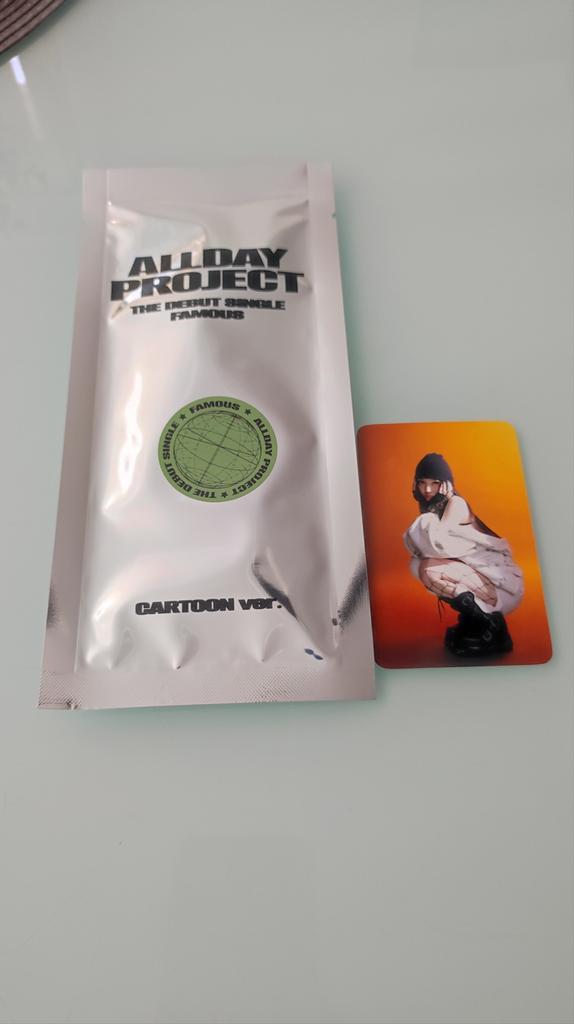 ALLDAY
PROJECT
THE DEBUT SINGLE
FAMOUS
★ FAMOUS ★ ALLDAY PROJECT ★ THE DEBUT SINGLE
CARTOON ver.